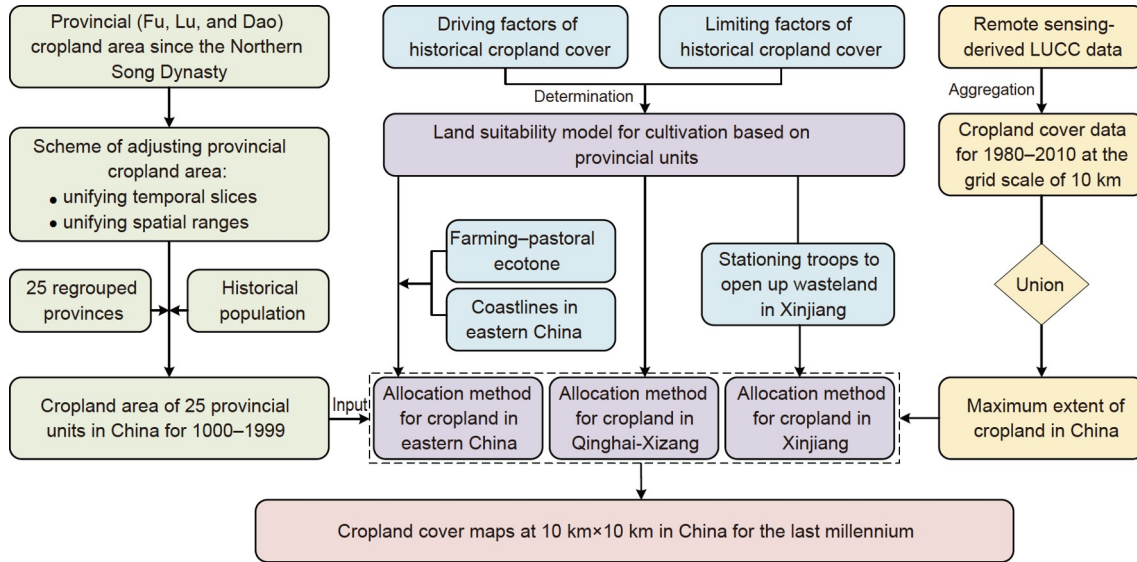 Provincial (Fu, Lu, and Dao)
cropland area since the Northern
Song Dynasty
Scheme of adjusting provincial
cropland area:
• unifying temporal slices
• unifying spatial ranges
25 regrouped
provinces
Historical
population
Cropland area of 25 provincial
units in China for 1000–1999
Input
Driving factors of
historical cropland cover
Limiting factors of
historical cropland cover
Determination
Land suitability model for cultivation based on
provincial units
Farming–pastoral
ecotone
Coastlines in
eastern China
Stationing troops to
open up wasteland
in Xinjiang
Allocation method
for cropland in
eastern China
Allocation method
for cropland in
Qinghai-Xizang
Allocation method
for cropland in
Xinjiang
Remote sensing-
derived LUCC data
Aggregation
Cropland cover data
for 1980–2010 at the
grid scale of 10 km
Union
Maximum extent of
cropland in China
Cropland cover maps at 10 km×10 km in China for the last millennium